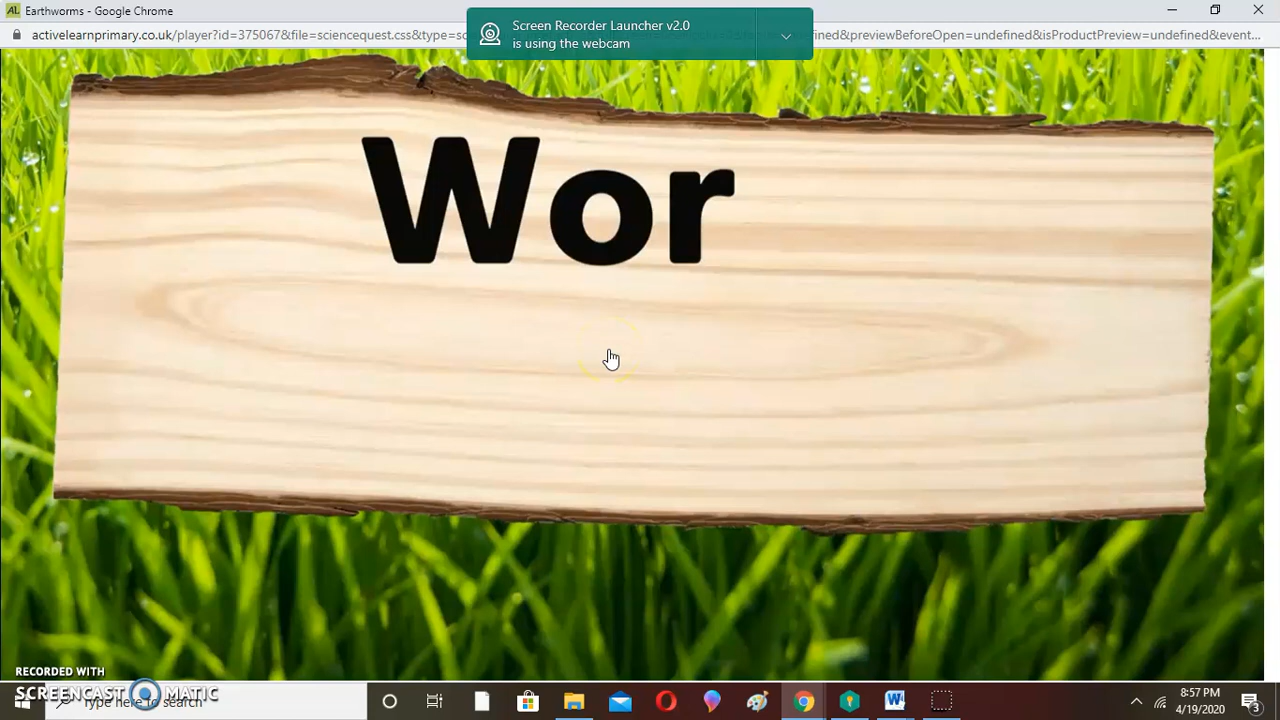 AL Earthworms - Google Chrome
Screen Recorder Launcher v2.0
is using the webcam
activelearnprimary.co.uk/player?id=375067&file=sciencequest.css&type=sc
&previewBeforeOpen=undefined&isProductPreview=undefined&event...
Wor
RECORDED WITH
SCREENCAST MATIC
Type here to search
W
8:57 PM
4/19/2020
3